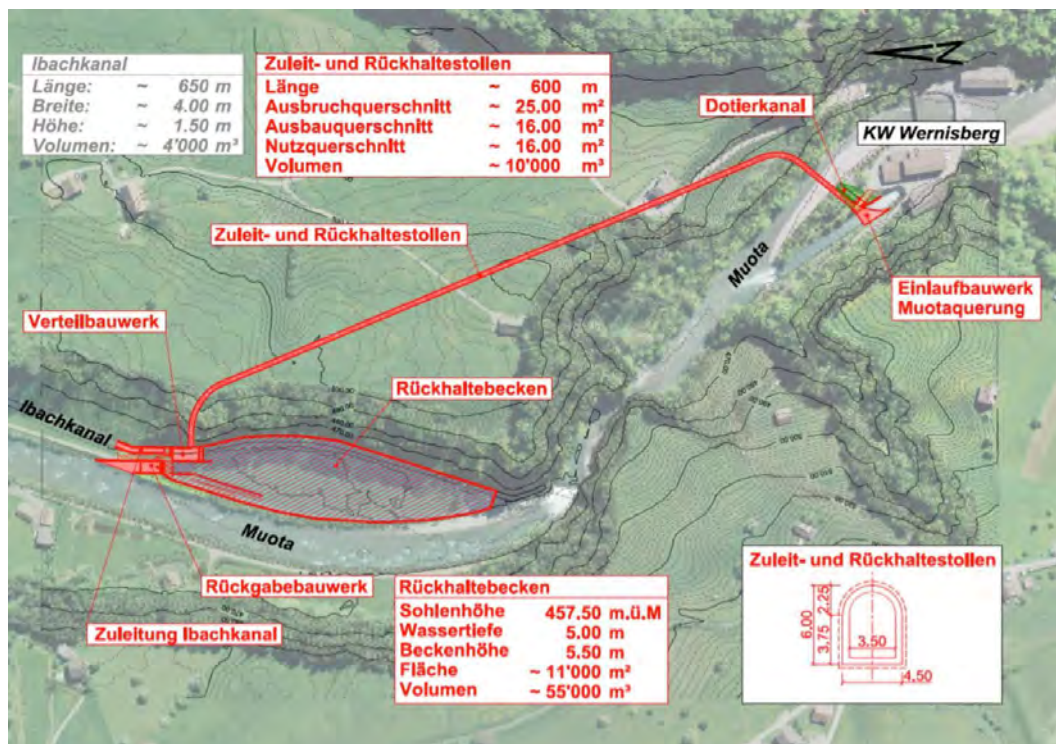 Ibachkanal
Länge: ~ 650 m
Breite: ~ 4.00 m
Höhe: ~ 1.50 m
Volumen: ~ 4'000 m³
Zuleit- und Rückhaltestollen
Länge ~ 600 m
Ausbruchquerschnitt ~ 25.00 m²
Ausbauquerschnitt ~ 16.00 m²
Nutzquerschnitt ~ 16.00 m²
Volumen ~ 10'000 m³
N
Dotierkanal
KW Wernisberg
Zuleit- und Rückhaltestollen
Muota
Einlaufbauwerk
Muotaquerung
Verteilbauwerk
Rückhaltebecken
Ibachkanal
Muota
Rückgabebauwerk
Zuleitung Ibachkanal
Rückhaltebecken
Sohlenhöhe 457.50 m.ü.M
Wassertiefe 5.00 m
Beckenhöhe 5.50 m
Fläche ~ 11'000 m²
Volumen ~ 55'000 m³
Zuleit- und Rückhaltestollen
6.00
3.75 2.25
3.50
4.50